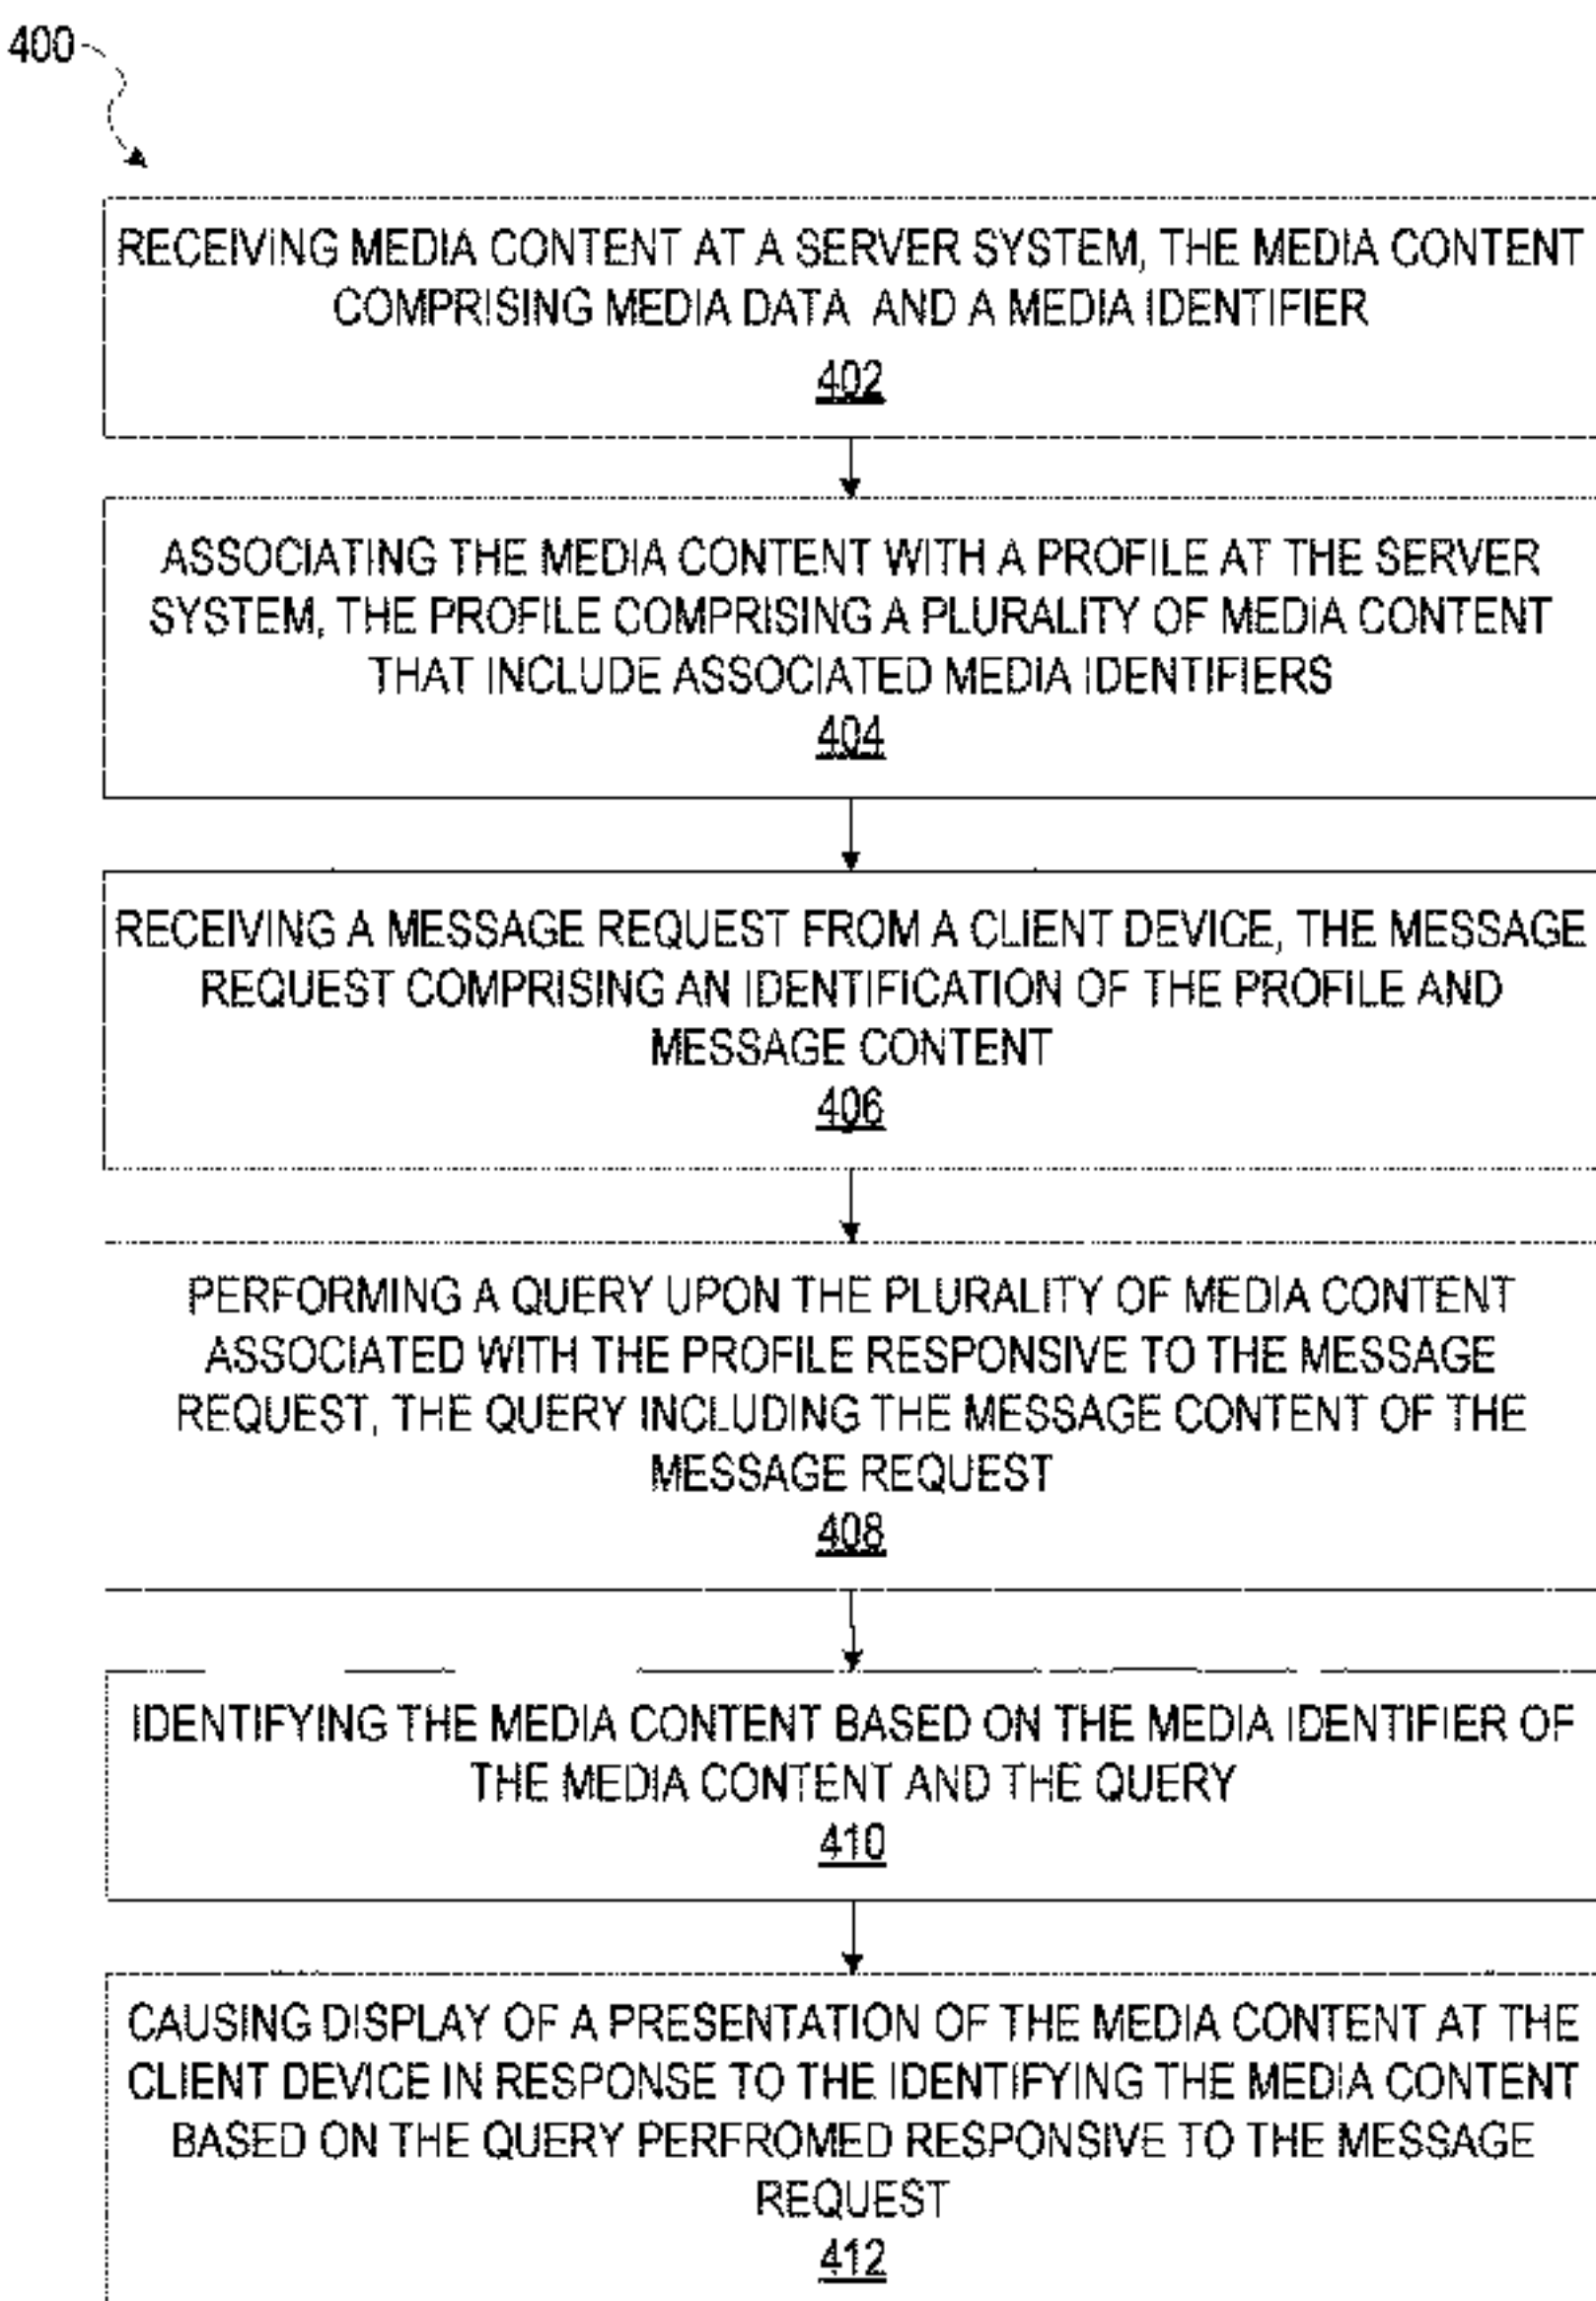 400
RECEIVING MEDIA CONTENT AT A SERVER SYSTEM, THE MEDIA CONTENT
COMPRISING MEDIA DATA AND A MEDIA IDENTIFIER
402
ASSOCIATING THE MEDIA CONTENT WITH A PROFILE AT THE SERVER
SYSTEM, THE PROFILE COMPRISING A PLURALITY OF MEDIA CONTENT
THAT INCLUDE ASSOCIATED MEDIA IDENTIFIERS
404
RECEIVING A MESSAGE REQUEST FROM A CLIENT DEVICE, THE MESSAGE
REQUEST COMPRISING AN IDENTIFICATION OF THE PROFILE AND
MESSAGE CONTENT
406
PERFORMING A QUERY UPON THE PLURALITY OF MEDIA CONTENT
ASSOCIATED WITH THE PROFILE RESPONSIVE TO THE MESSAGE
REQUEST, THE QUERY INCLUDING THE MESSAGE CONTENT OF THE
MESSAGE REQUEST
408
IDENTIFYING THE MEDIA CONTENT BASED ON THE MEDIA IDENTIFIER OF
THE MEDIA CONTENT AND THE QUERY
410
CAUSING DISPLAY OF A PRESENTATION OF THE MEDIA CONTENT AT THE
CLIENT DEVICE IN RESPONSE TO THE IDENTIFYING THE MEDIA CONTENT
BASED ON THE QUERY PERFROMED RESPONSIVE TO THE MESSAGE
REQUEST
412